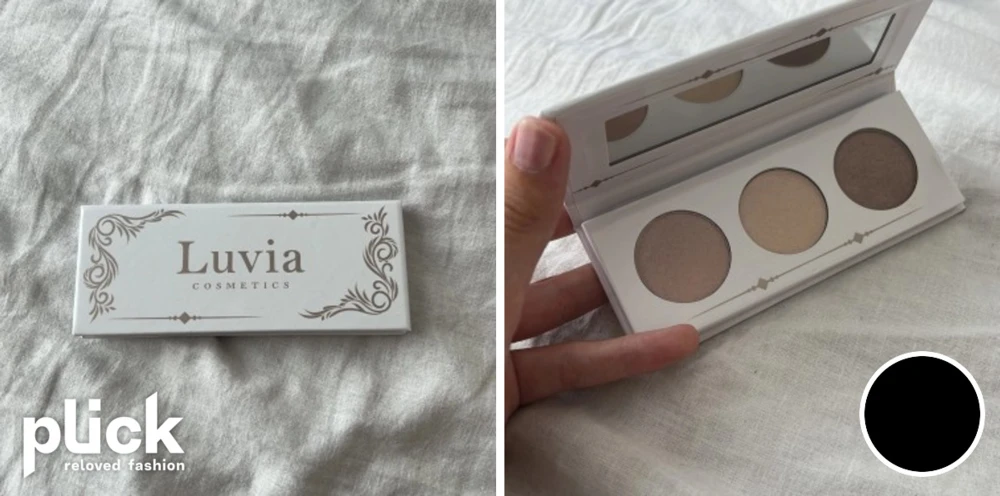 Luvia
COSMETICS
plick
reloved fashion